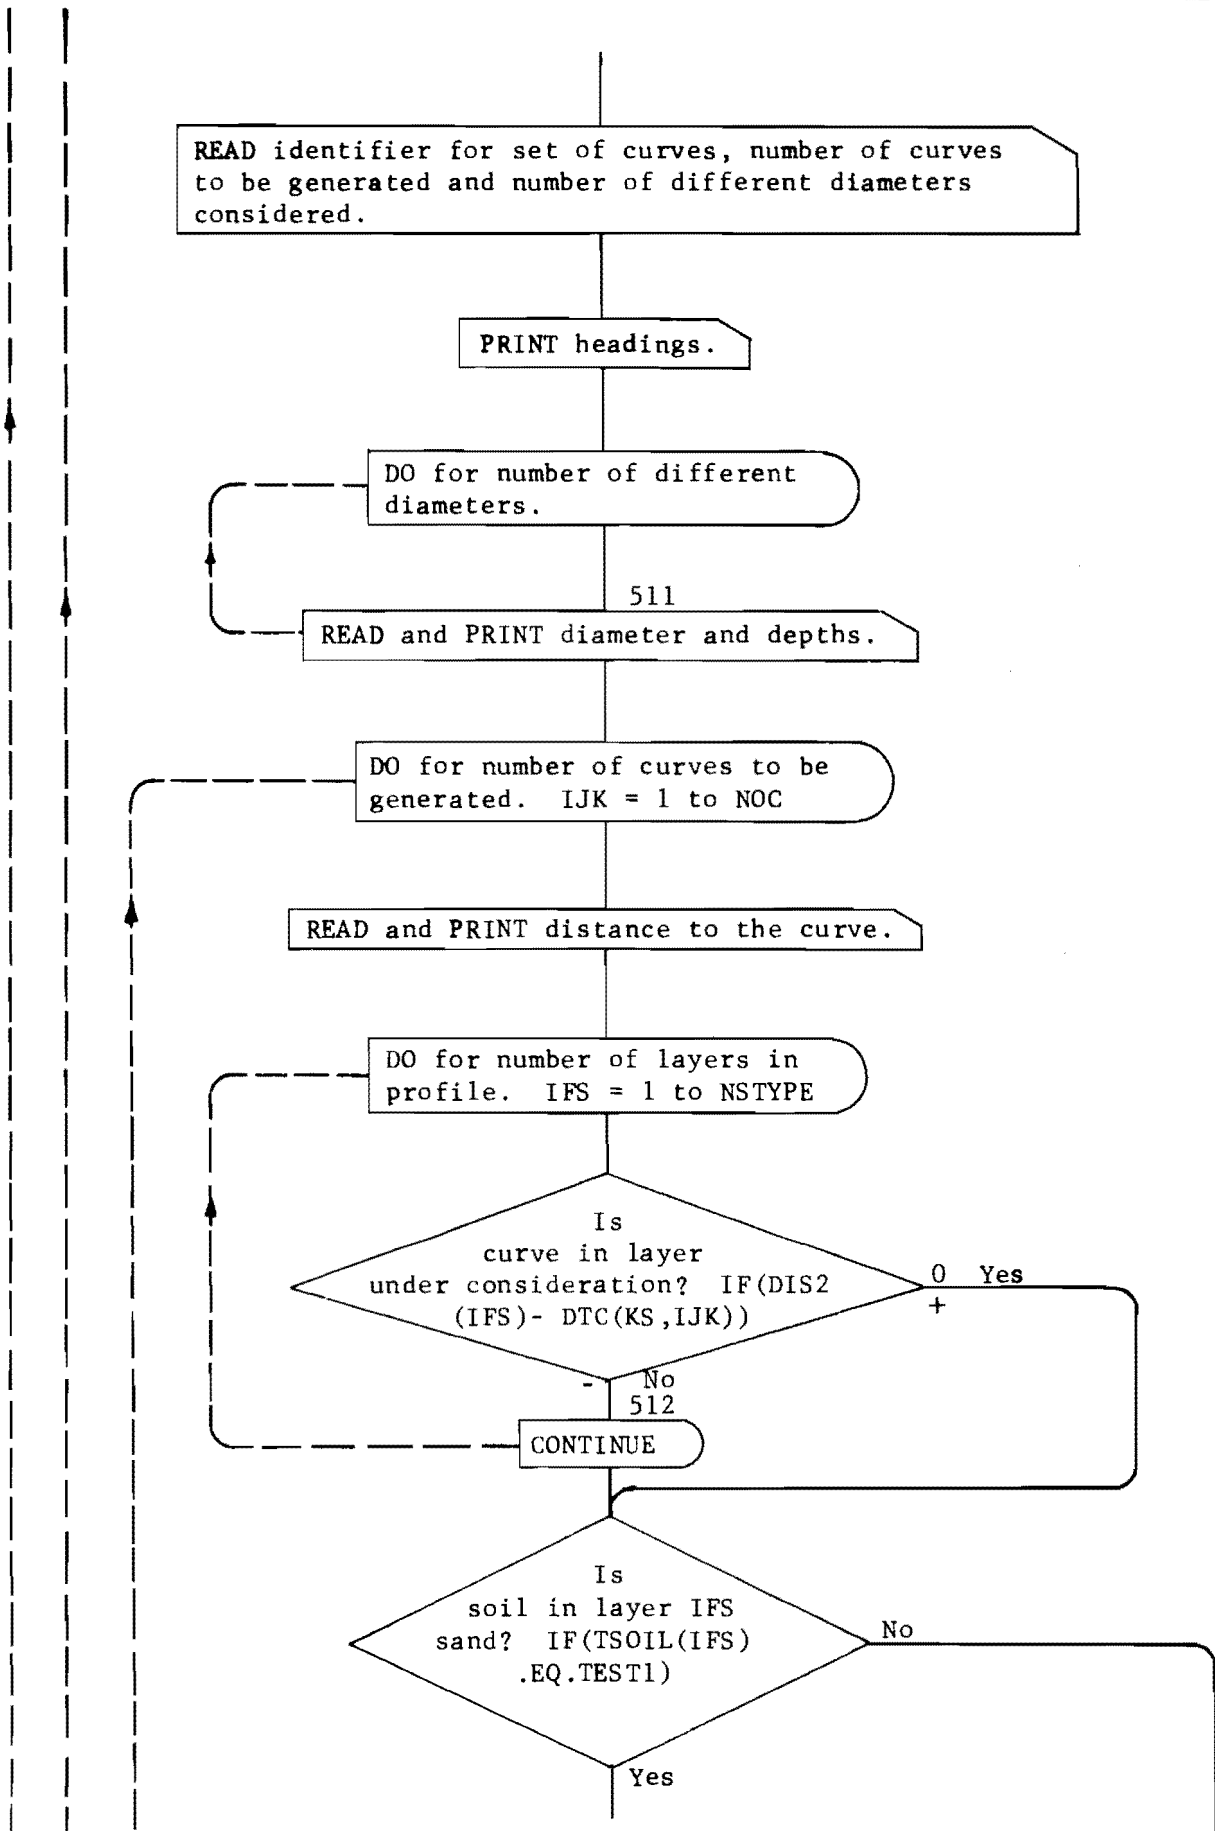 READ identifier for set of curves, number of curves
to be generated and number of different diameters
considered.
PRINT headings.
DO for number of different
diameters.
511
READ and PRINT diameter and depths.
DO for number of curves to be
generated. IJK = 1 to NOC
READ and PRINT distance to the curve.
DO for number of layers in
profile. IFS = 1 to NSTYPE
Is
curve in layer
under consideration? IF(DIS2
(IFS)- DTC(KS,IJK))
0 Yes
+
- No
512
CONTINUE
Is
soil in layer IFS
sand? IF(TSOIL(IFS)
.EQ.TEST1)
No
Yes